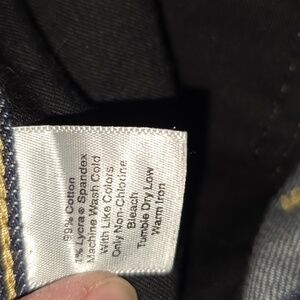 99% Cotton
1% Lycra® Spandex
Machine Wash Cold
With Like Colors
Only Non-Chlorine
Bleach
Tumble Dry Low
Warm Iron